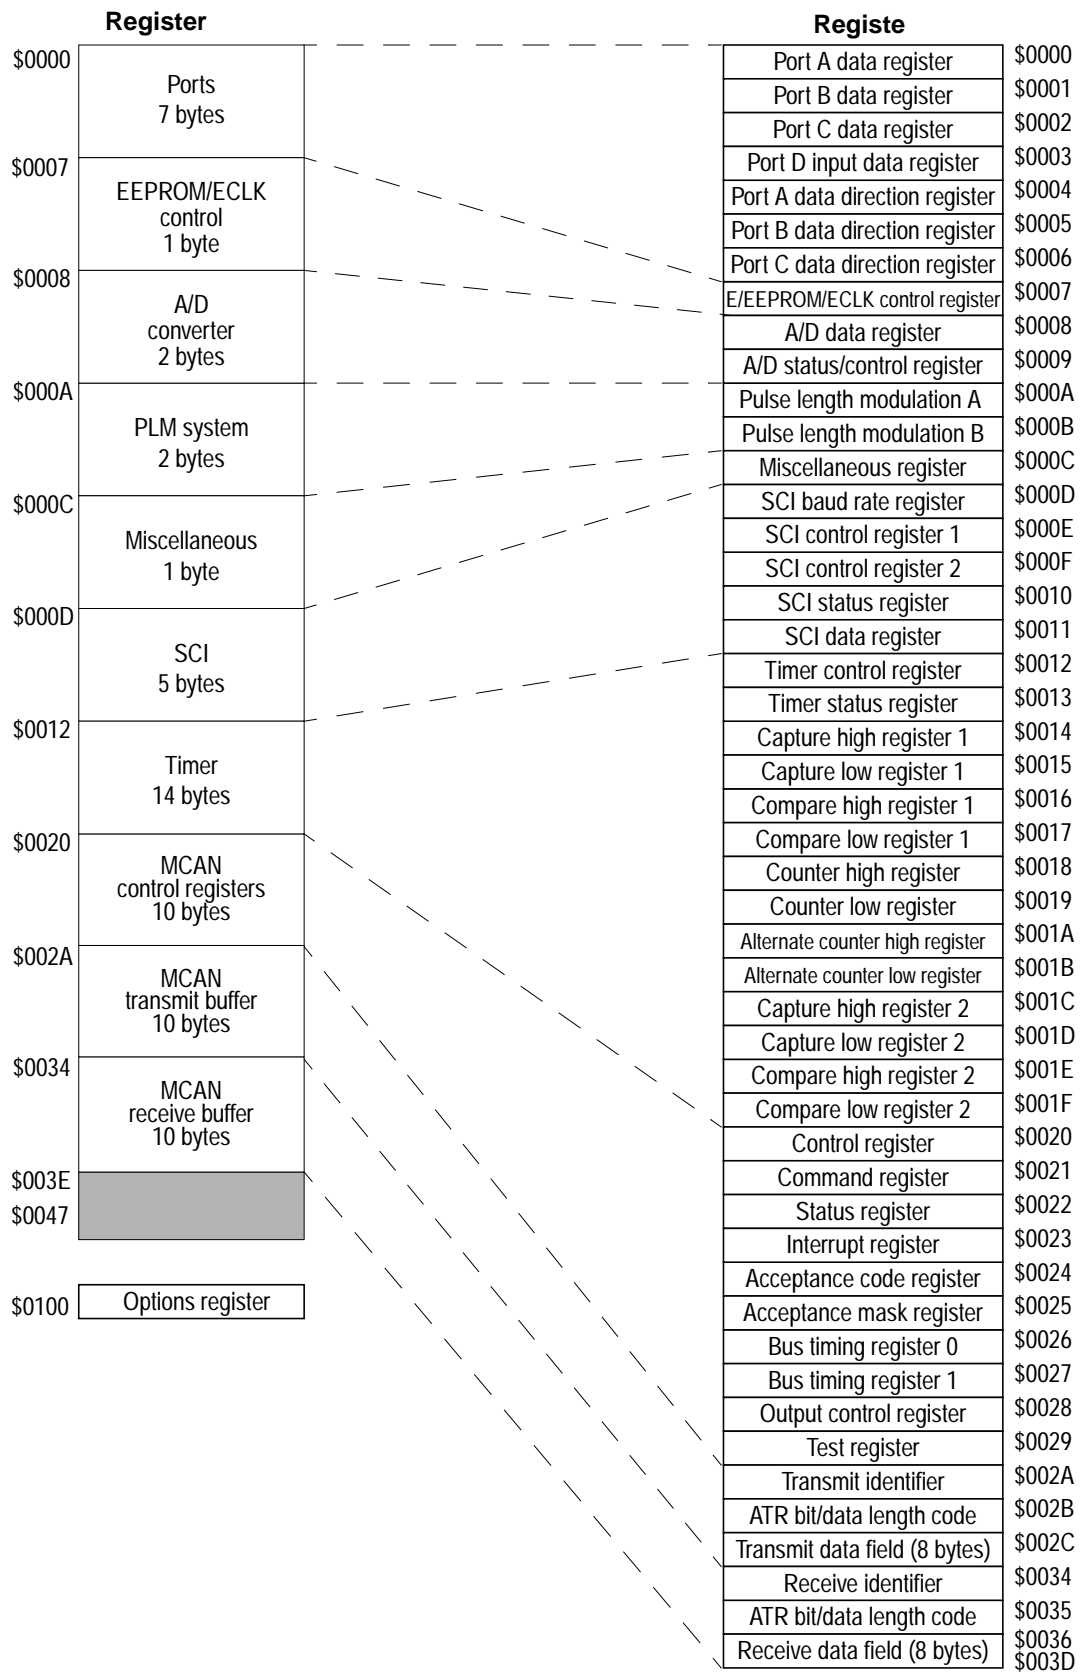 Register
$0000
Ports
7 bytes
$0007
EEPROM/ECLK
control
1 byte
$0008
A/D
converter
2 bytes
$000A
PLM system
2 bytes
$000C
Miscellaneous
1 byte
$000D
SCI
5 bytes
$0012
Timer
14 bytes
$0020
MCAN
control registers
10 bytes
$002A
MCAN
transmit buffer
10 bytes
$0034
MCAN
receive buffer
10 bytes
$003E
$0047
$0100 Options register
Registe
Port A data register $0000
Port B data register $0001
Port C data register $0002
Port D input data register $0003
Port A data direction register $0004
Port B data direction register $0005
Port C data direction register $0006
E/EEPROM/ECLK control register $0007
A/D data register $0008
A/D status/control register $0009
Pulse length modulation A $000A
Pulse length modulation B $000B
Miscellaneous register $000C
SCI baud rate register $000D
SCI control register 1 $000E
SCI control register 2 $000F
SCI status register $0010
SCI data register $0011
Timer control register $0012
Timer status register $0013
Capture high register 1 $0014
Capture low register 1 $0015
Compare high register 1 $0016
Compare low register 1 $0017
Counter high register $0018
Counter low register $0019
Alternate counter high register $001A
Alternate counter low register $001B
Capture high register 2 $001C
Capture low register 2 $001D
Compare high register 2 $001E
Compare low register 2 $001F
Control register $0020
Command register $0021
Status register $0022
Interrupt register $0023
Acceptance code register $0024
Acceptance mask register $0025
Bus timing register 0 $0026
Bus timing register 1 $0027
Output control register $0028
Test register $0029
Transmit identifier $002A
ATR bit/data length code $002B
Transmit data field (8 bytes) $002C
Receive identifier $0034
ATR bit/data length code $0035
Receive data field (8 bytes) $0036
$003D